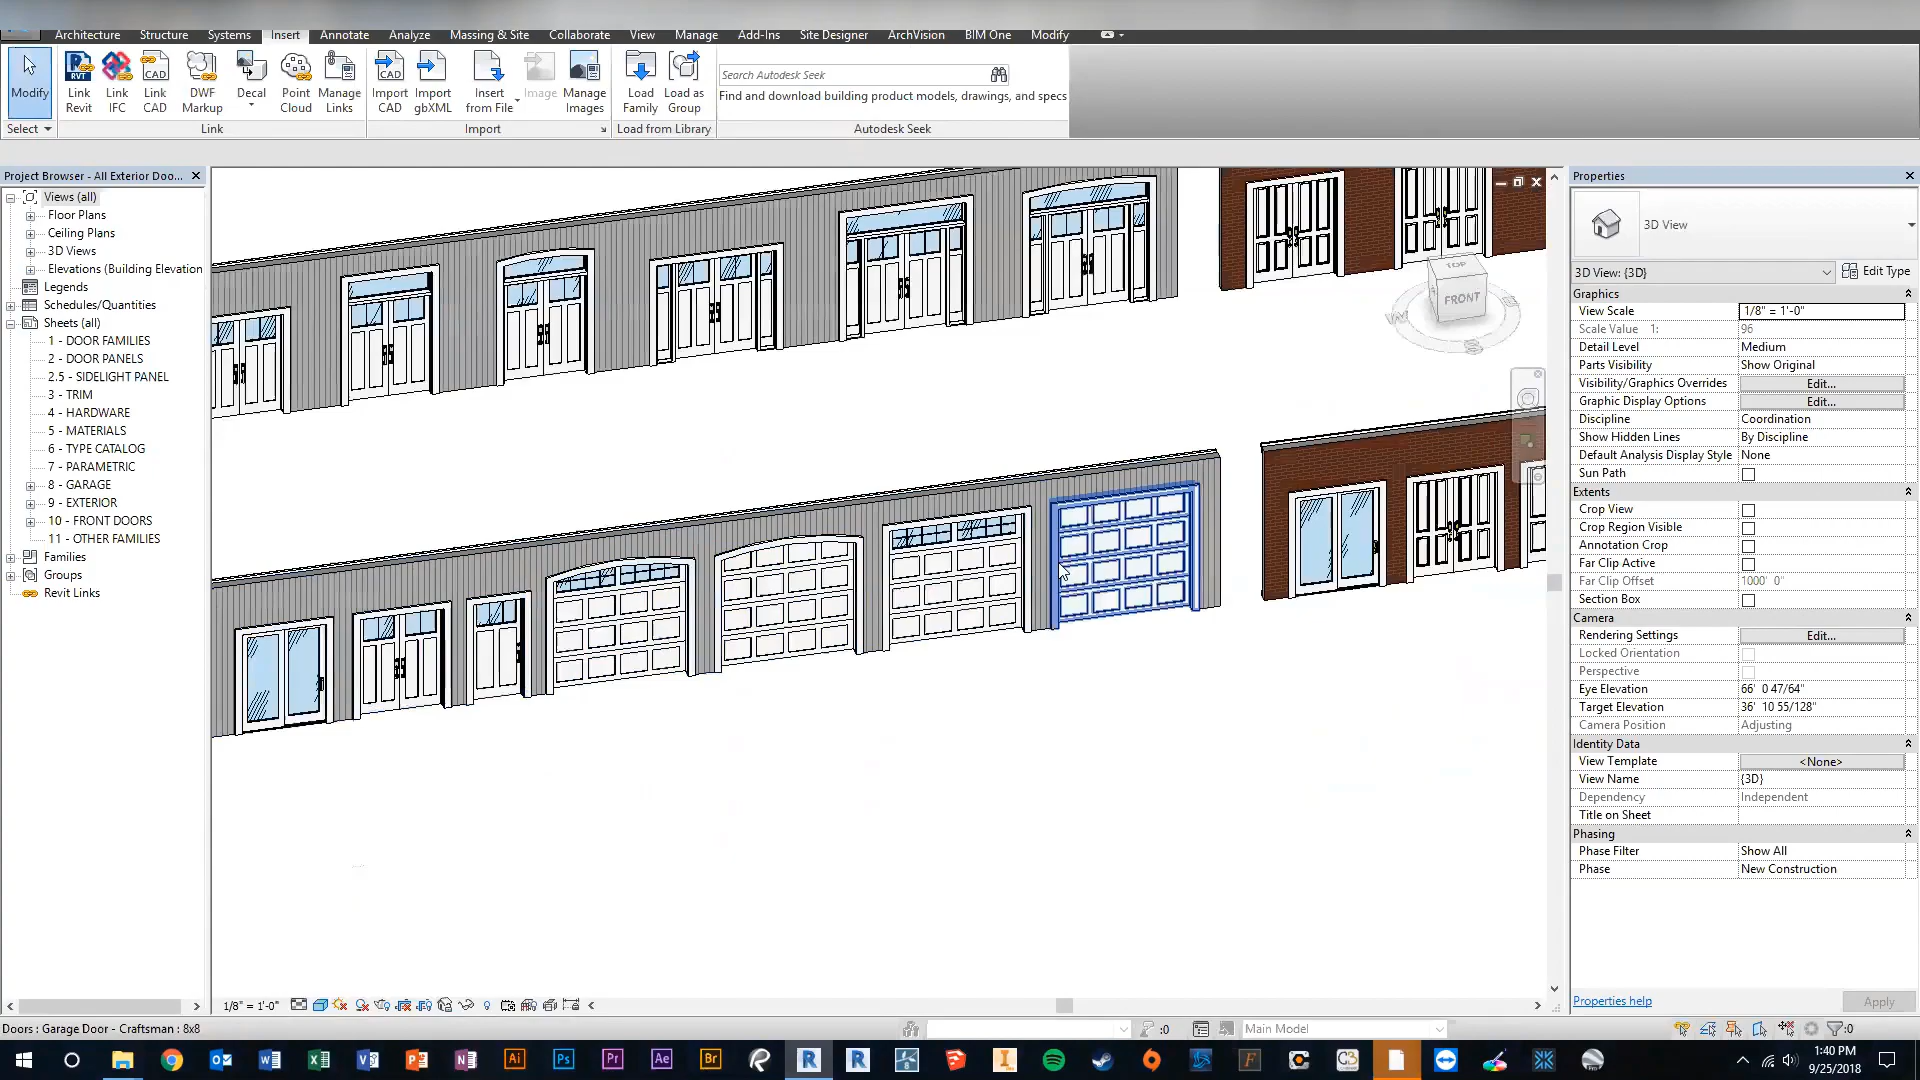 Architecture Structure Systems Insert Annotate Analyze Massing & Site Collaborate View Manage Add-Ins Site Designer ArchVision BIM One Modify
Modify
Link Revit
Link IFC
Link CAD
DWF Markup
Decal
Point Cloud
Manage Links
Import CAD
Import gbXML
Insert from File
Image
Manage Images
Load Family
Load as Group
Search Autodesk Seek
Find and download building product models, drawings, and specs
Select
Link
Import
Load from Library
Autodesk Seek
Project Browser - All Exterior Doo...
Views (all)
Floor Plans
Ceiling Plans
3D Views
Elevations (Building Elevation
Legends
Schedules/Quantities
Sheets (all)
1 - DOOR FAMILIES
2 - DOOR PANELS
2.5 - SIDELIGHT PANEL
3 - TRIM
4 - HARDWARE
5 - MATERIALS
6 - TYPE CATALOG
7 - PARAMETRIC
8 - GARAGE
9 - EXTERIOR
10 - FRONT DOORS
11 - OTHER FAMILIES
Families
Groups
Revit Links
TOP
FRONT
Properties
3D View
3D View: {3D}
Edit Type
Graphics
View Scale 1/8" = 1'-0"
Scale Value 1: 96
Detail Level Medium
Parts Visibility Show Original
Visibility/Graphics Overrides Edit...
Graphic Display Options Edit...
Discipline Coordination
Show Hidden Lines By Discipline
Default Analysis Display Style None
Sun Path
Extents
Crop View
Crop Region Visible
Annotation Crop
Far Clip Active
Far Clip Offset 1000' 0"
Section Box
Camera
Rendering Settings Edit...
Locked Orientation
Perspective
Eye Elevation 66' 0 47/64"
Target Elevation 36' 10 55/128"
Camera Position Adjusting
Identity Data
View Template <None>
View Name {3D}
Dependency Independent
Title on Sheet
Phasing
Phase Filter Show All
Phase New Construction
Properties help
Apply
1/8" = 1'-0"
Doors : Garage Door - Craftsman : 8x8
:0
Main Model
:0
1:40 PM
9/25/2018